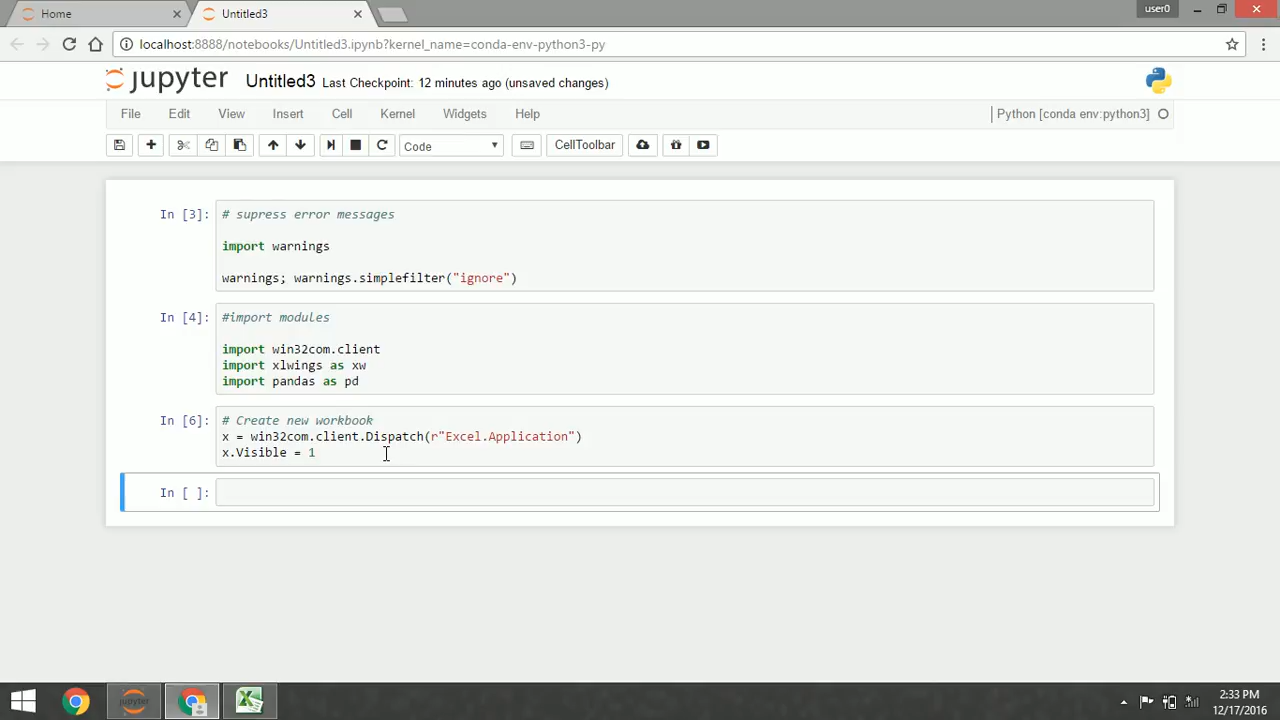 Home
Untitled3
user0
localhost:8888/notebooks/Untitled3.ipynb?kernel_name=conda-env-python3-py
jupyter Untitled3 Last Checkpoint: 12 minutes ago (unsaved changes)
File Edit View Insert Cell Kernel Widgets Help Python [conda env:python3]
Code CellToolbar
In [3]: # supress error messages
import warnings
warnings; warnings.simplefilter("ignore")
In [4]: #import modules
import win32com.client
import xlwings as xw
import pandas as pd
In [6]: # Create new workbook
x = win32com.client.Dispatch(r"Excel.Application")
x.Visible = 1
In [ ]:
jupyter
2:33 PM
12/17/2016